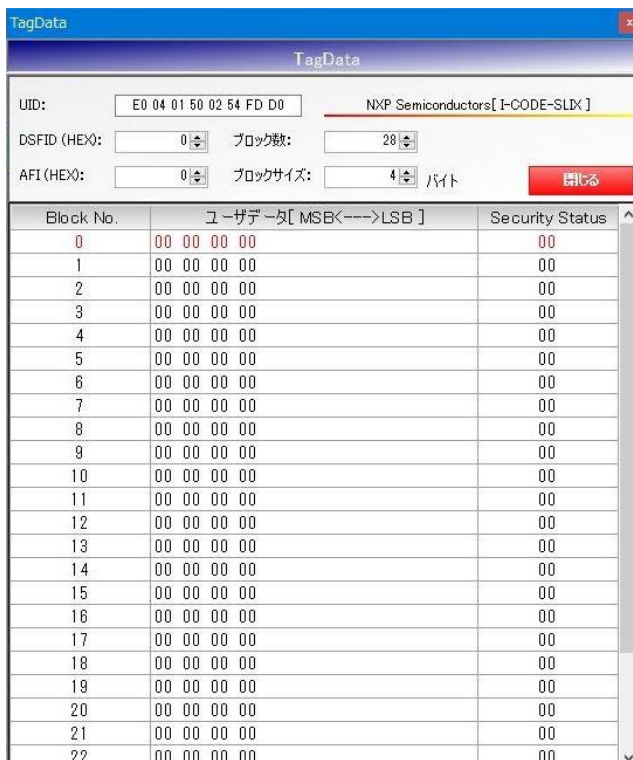 TagData
x
TagData
UID: E0 04 01 50 02 54 FD D0 NXP Semiconductors[ I-CODE-SLIX ]
DSFID (HEX): 0 ブロック数: 28
AFI (HEX): 0 ブロックサイズ: 4 バイト 閉じる
Block No. ユーザデータ[ MSB<--->LSB ] Security Status
0 00 00 00 00 00
1 00 00 00 00 00
2 00 00 00 00 00
3 00 00 00 00 00
4 00 00 00 00 00
5 00 00 00 00 00
6 00 00 00 00 00
7 00 00 00 00 00
8 00 00 00 00 00
9 00 00 00 00 00
10 00 00 00 00 00
11 00 00 00 00 00
12 00 00 00 00 00
13 00 00 00 00 00
14 00 00 00 00 00
15 00 00 00 00 00
16 00 00 00 00 00
17 00 00 00 00 00
18 00 00 00 00 00
19 00 00 00 00 00
20 00 00 00 00 00
21 00 00 00 00 00
22 00 00 00 00 00